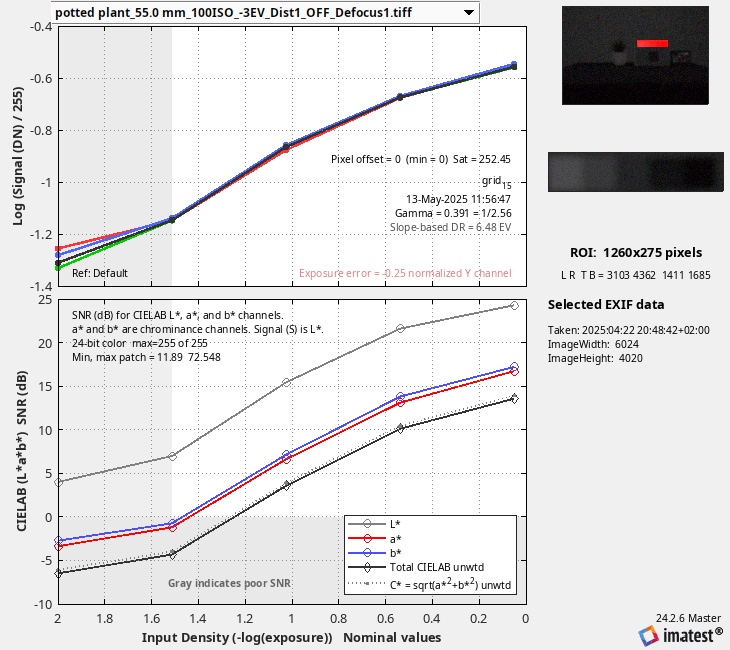 potted plant_55.0 mm_100ISO_-3EV_Dist1_OFF_Defocus1.tiff
-0.4
-0.6
-0.8
-1
-1.2
-1.4
Log (Signal (DN) / 255)
Pixel offset = 0 (min = 0) Sat = 252.45
grid_15
13-May-2025 11:56:47
Gamma = 0.391 = 1/2.56
Slope-based DR = 6.48 EV
Ref: Default
Exposure error = -0.25 normalized Y channel
ROI: 1260x275 pixels
L R T B = 3103 4362 1411 1685
Selected EXIF data
Taken: 2025:04:22 20:48:42+02:00
ImageWidth: 6024
ImageHeight: 4020
25
20
15
10
5
0
-5
-10
CIELAB (L*a*b*) SNR (dB)
SNR (dB) for CIELAB L*, a*, and b* channels.
a* and b* are chrominance channels. Signal (S) is L*.
24-bit color max=255 of 255
Min, max patch = 11.89 72.548
L*
a*
b*
Total CIELAB unwtd
C* = sqrt(a*²+b*²) unwtd
Gray indicates poor SNR
2 1.8 1.6 1.4 1.2 1 0.8 0.6 0.4 0.2 0
Input Density (-log(exposure)) Nominal values
24.2.6 Master
imatest®